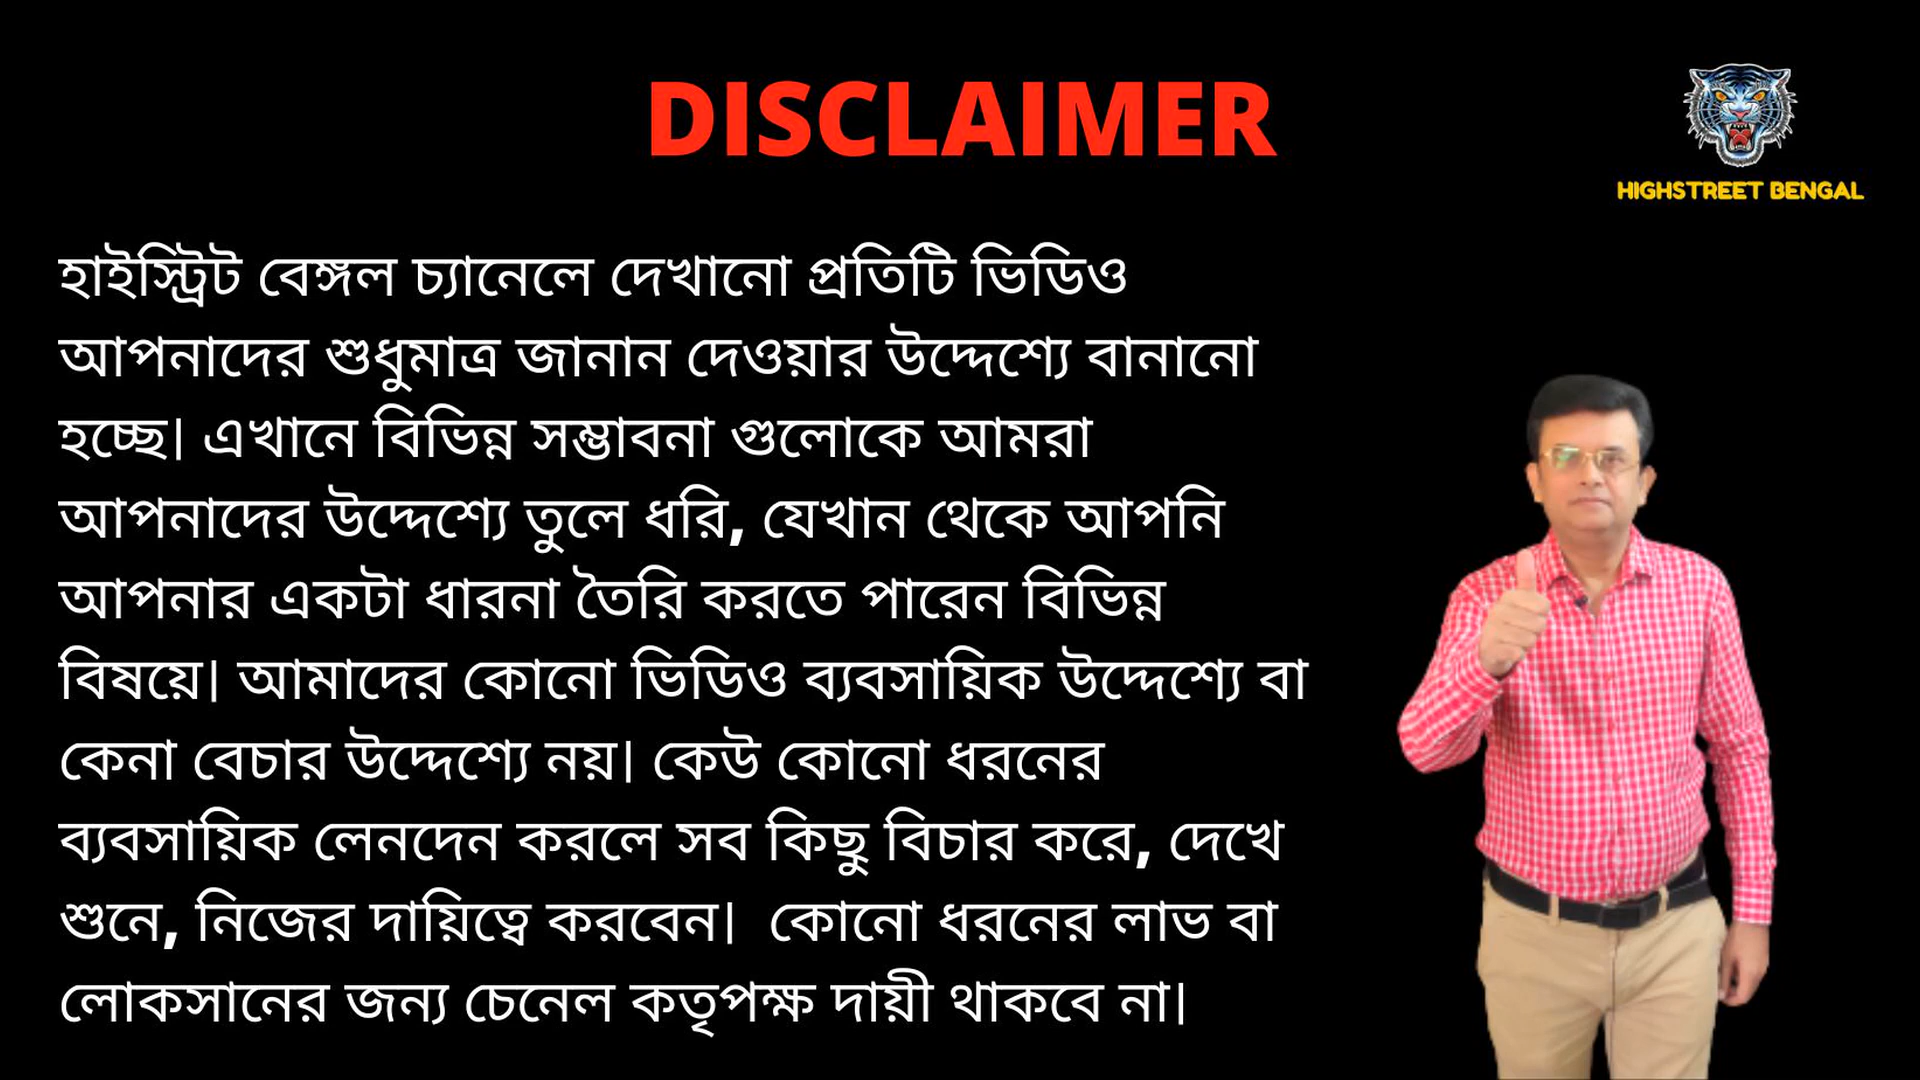 DISCLAIMER
HIGHSTREET BENGAL
হাইস্ট্রিট বেঙ্গল চ্যানেলে দেখানো প্রতিটি ভিডিও
আপনাদের শুধুমাত্র জানান দেওয়ার উদ্দেশ্যে বানানো
হচ্ছে। এখানে বিভিন্ন সম্ভাবনা গুলোকে আমরা
আপনাদের উদ্দেশ্যে তুলে ধরি, যেখান থেকে আপনি
আপনার একটা ধারনা তৈরি করতে পারেন বিভিন্ন
বিষয়ে। আমাদের কোনো ভিডিও ব্যবসায়িক উদ্দেশ্যে বা
কেনা বেচার উদ্দেশ্যে নয়। কেউ কোনো ধরনের
ব্যবসায়িক লেনদেন করলে সব কিছু বিচার করে, দেখে
শুনে, নিজের দায়িত্বে করবেন। কোনো ধরনের লাভ বা
লোকসানের জন্য চেনেল কতৃপক্ষ দায়ী থাকবে না।